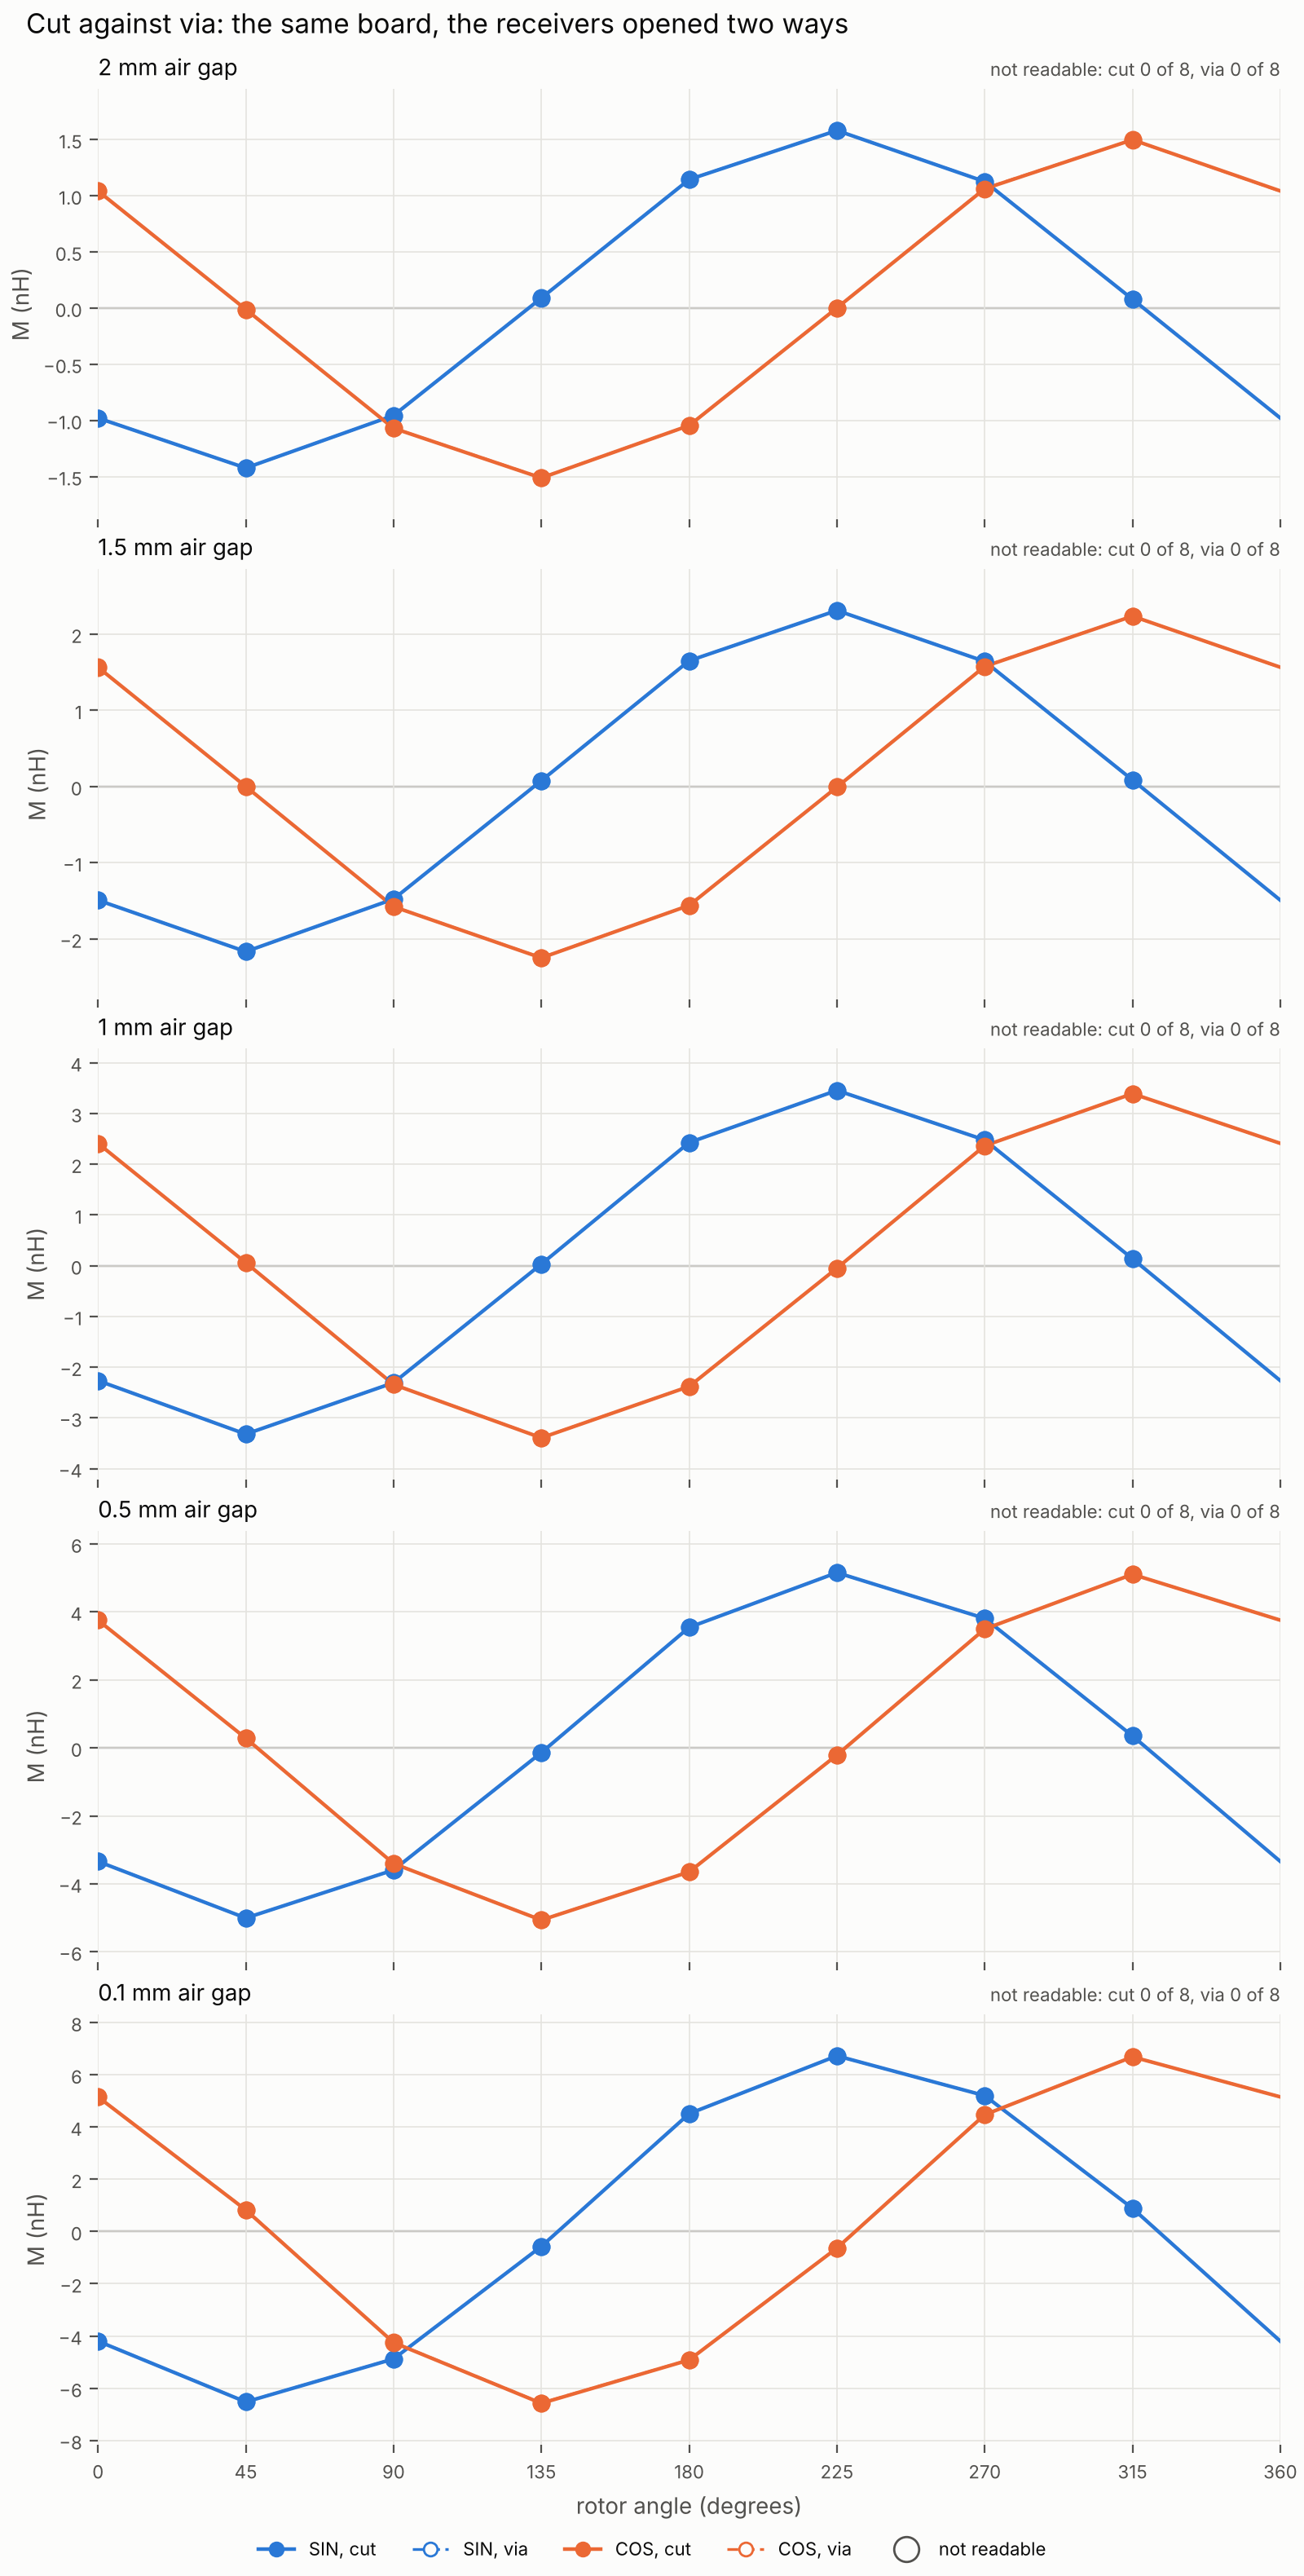 Cut against via: the same board, the receivers opened two ways
2 mm air gap
not readable: cut 0 of 8, via 0 of 8
1.5
1.0
0.5
0.0
−0.5
−1.0
−1.5
M (nH)
1.5 mm air gap
not readable: cut 0 of 8, via 0 of 8
2
1
0
−1
−2
M (nH)
1 mm air gap
not readable: cut 0 of 8, via 0 of 8
4
3
2
1
0
−1
−2
−3
−4
M (nH)
0.5 mm air gap
not readable: cut 0 of 8, via 0 of 8
6
4
2
0
−2
−4
−6
M (nH)
0.1 mm air gap
not readable: cut 0 of 8, via 0 of 8
8
6
4
2
0
−2
−4
−6
−8
M (nH)
0 45 90 135 180 225 270 315 360
rotor angle (degrees)
SIN, cut SIN, via COS, cut COS, via not readable